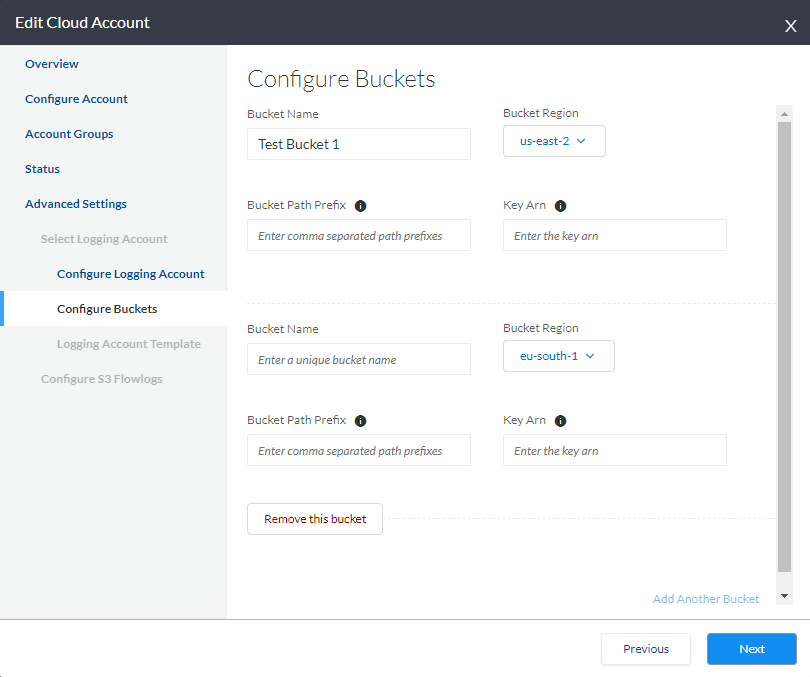 Edit Cloud Account
X
Overview
Configure Account
Account Groups
Status
Advanced Settings
Select Logging Account
Configure Logging Account
Configure Buckets
Logging Account Template
Configure S3 Flowlogs
Configure Buckets
Bucket Name
Bucket Region
Test Bucket 1
us-east-2
Bucket Path Prefix
Key Arn
Enter comma separated path prefixes
Enter the key arn
Bucket Name
Bucket Region
Enter a unique bucket name
eu-south-1
Bucket Path Prefix
Key Arn
Enter comma separated path prefixes
Enter the key arn
Remove this bucket
Add Another Bucket
Previous
Next